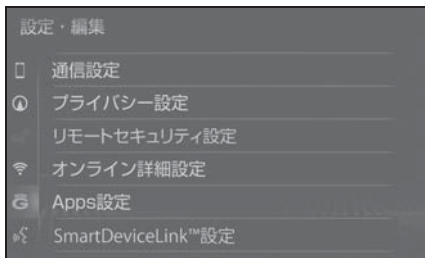 設定・編集
通信設定
プライバシー設定
リモートセキュリティ設定
オンライン詳細設定
Apps設定
SmartDeviceLink™設定